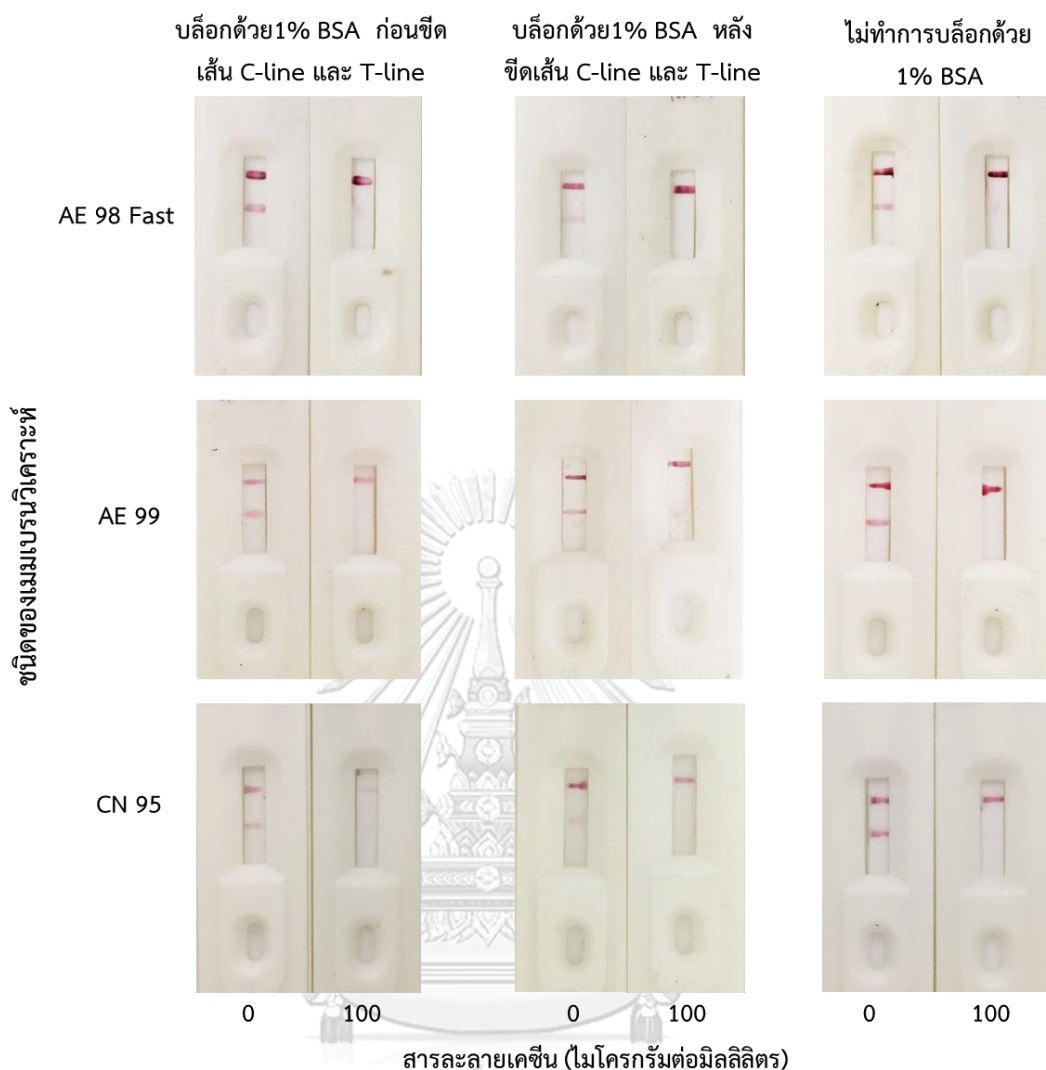 บล็อกด้วย1% BSA ก่อนขีด
เส้น C-line และ T-line
บล็อกด้วย1% BSA หลัง
ขีดเส้น C-line และ T-line
ไม่ทำการบล็อกด้วย
1% BSA
ชนิดของเมมเบรนวิเคราะห์
AE 98 Fast
AE 99
CN 95
0 100 0 100 0 100
สารละลายเคซีน (ไมโครกรัมต่อมิลลิลิตร)